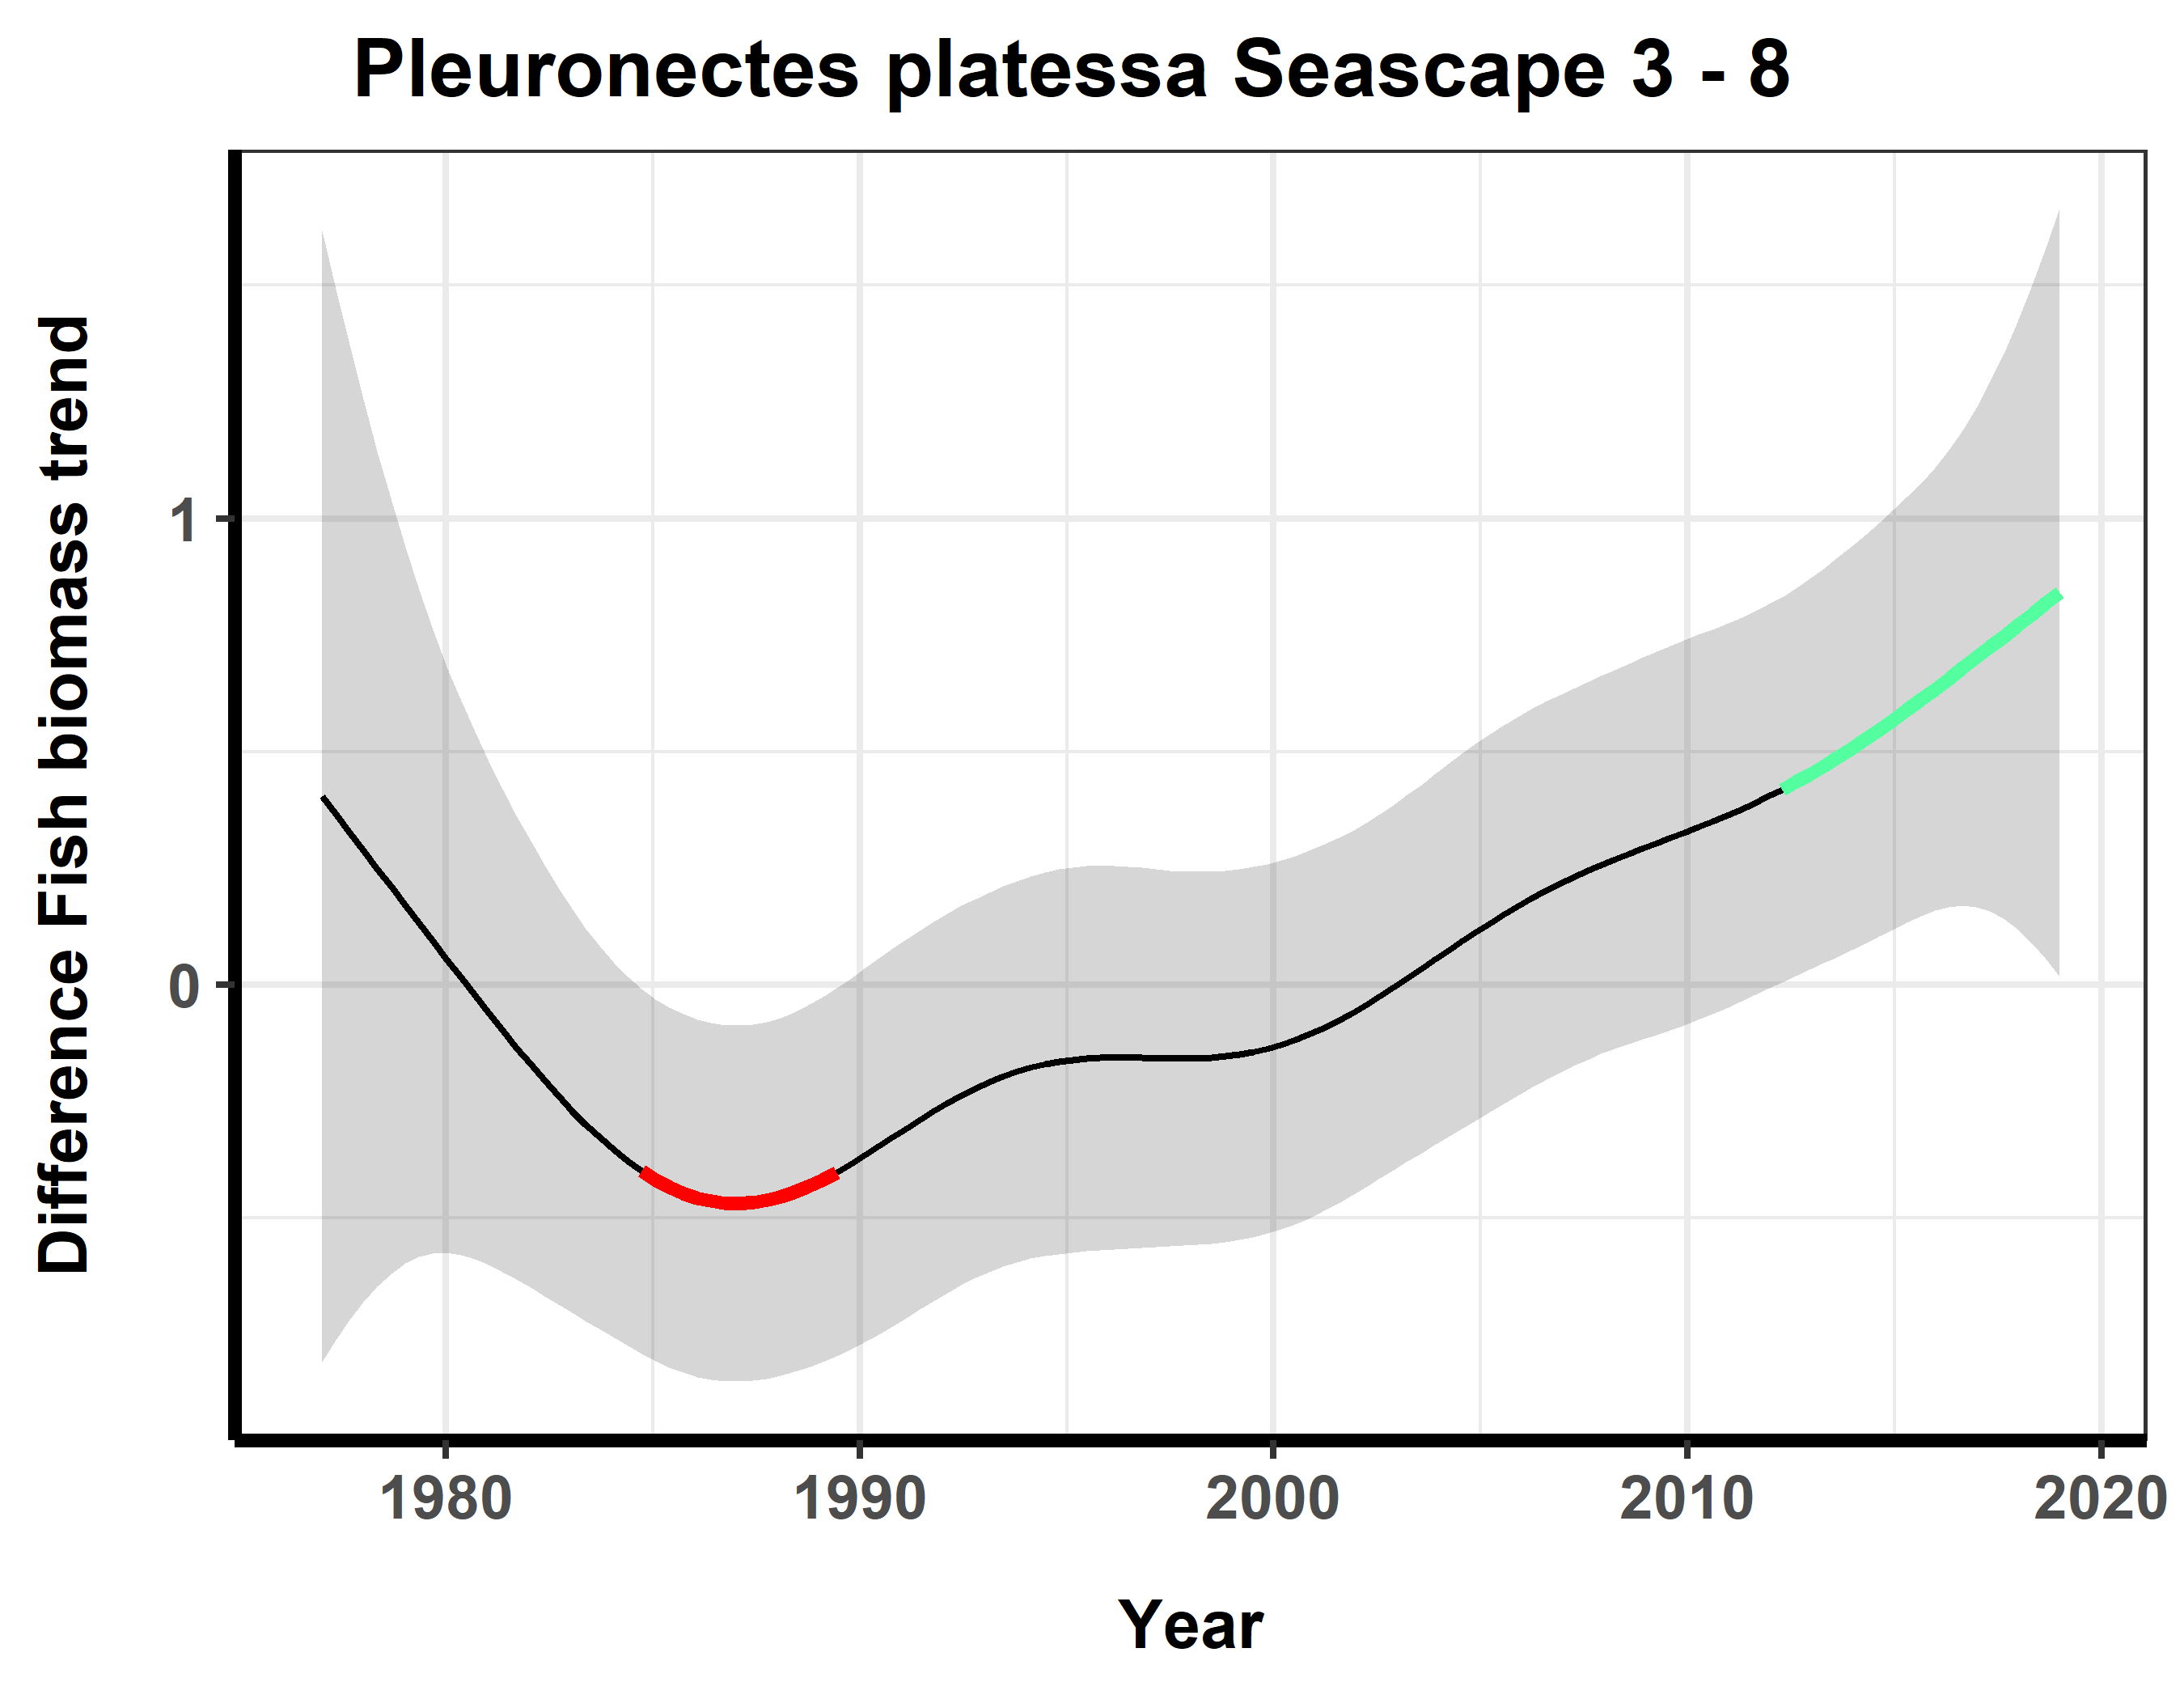 Pleuronectes platessa Seascape 3 - 8
Difference Fish biomass trend
1
0
1980 1990 2000 2010 2020
Year